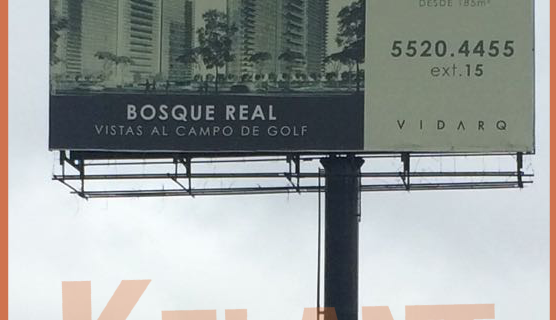 DESDE 185m²
5520.4455
ext.15
BOSQUE REAL
VISTAS AL CAMPO DE GOLF
VIDARQ